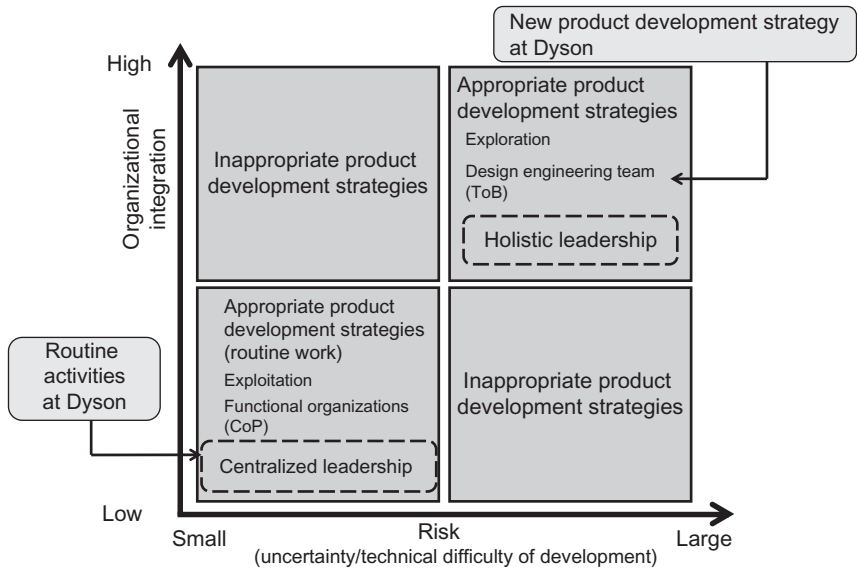 New product development strategy
at Dyson
High
Organizational
integration
Inappropriate product
development strategies
Appropriate product
development strategies
Exploration
Design engineering team
(ToB)
Holistic leadership
Routine
activities
at Dyson
Appropriate product
development strategies
(routine work)
Exploitation
Functional organizations
(CoP)
Centralized leadership
Inappropriate product
development strategies
Low
Small
Risk
Large
(uncertainty/technical difficulty of development)